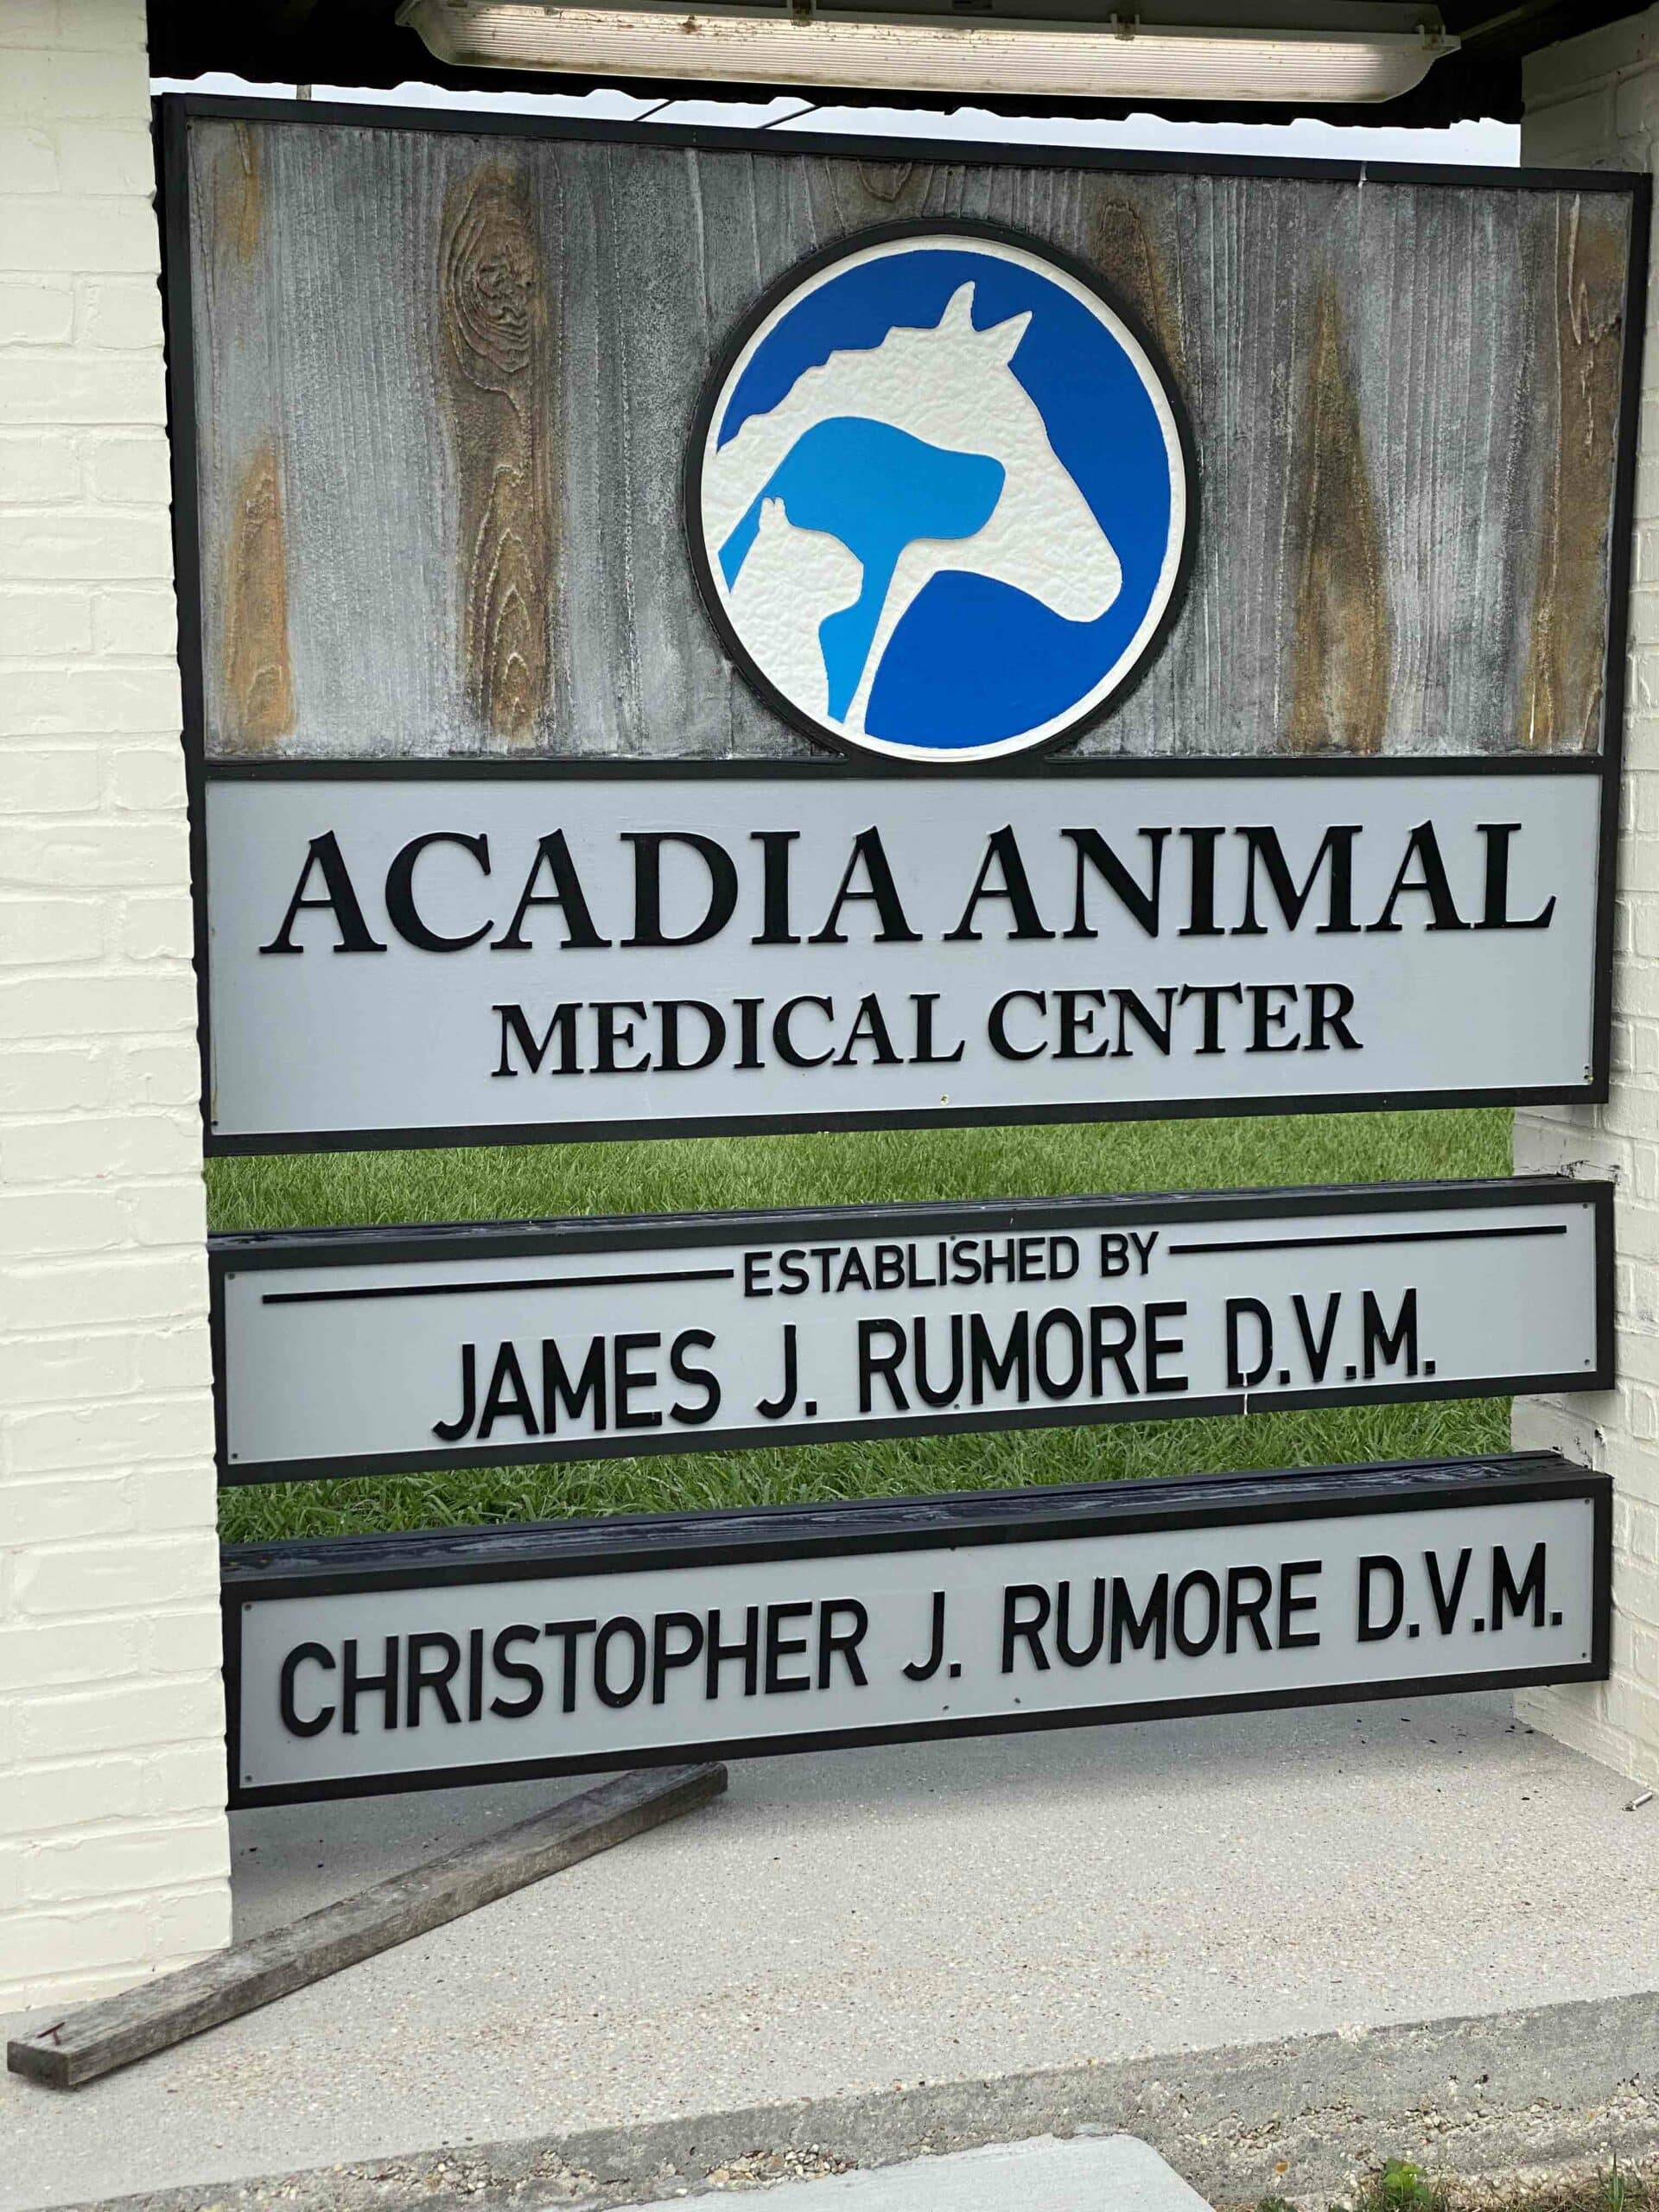 ACADIA ANIMAL
MEDICAL CENTER
ESTABLISHED BY
JAMES J. RUMORE D.V.M.
CHRISTOPHER J. RUMORE D.V.M.